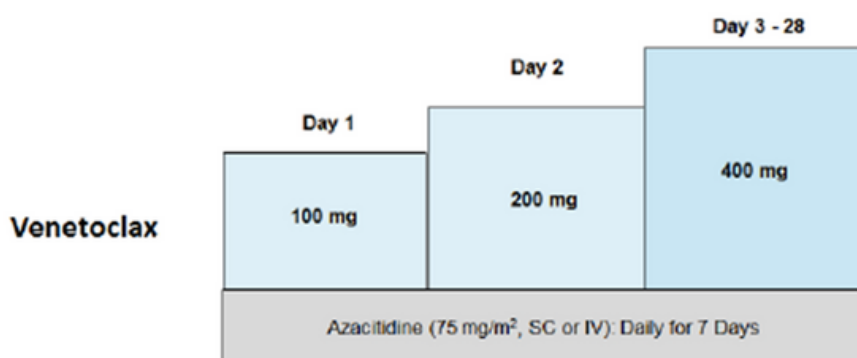 Day 3 - 28
Day 2
Day 1
400 mg
200 mg
100 mg
Venetoclax
Azacitidine (75 mg/m², SC or IV): Daily for 7 Days